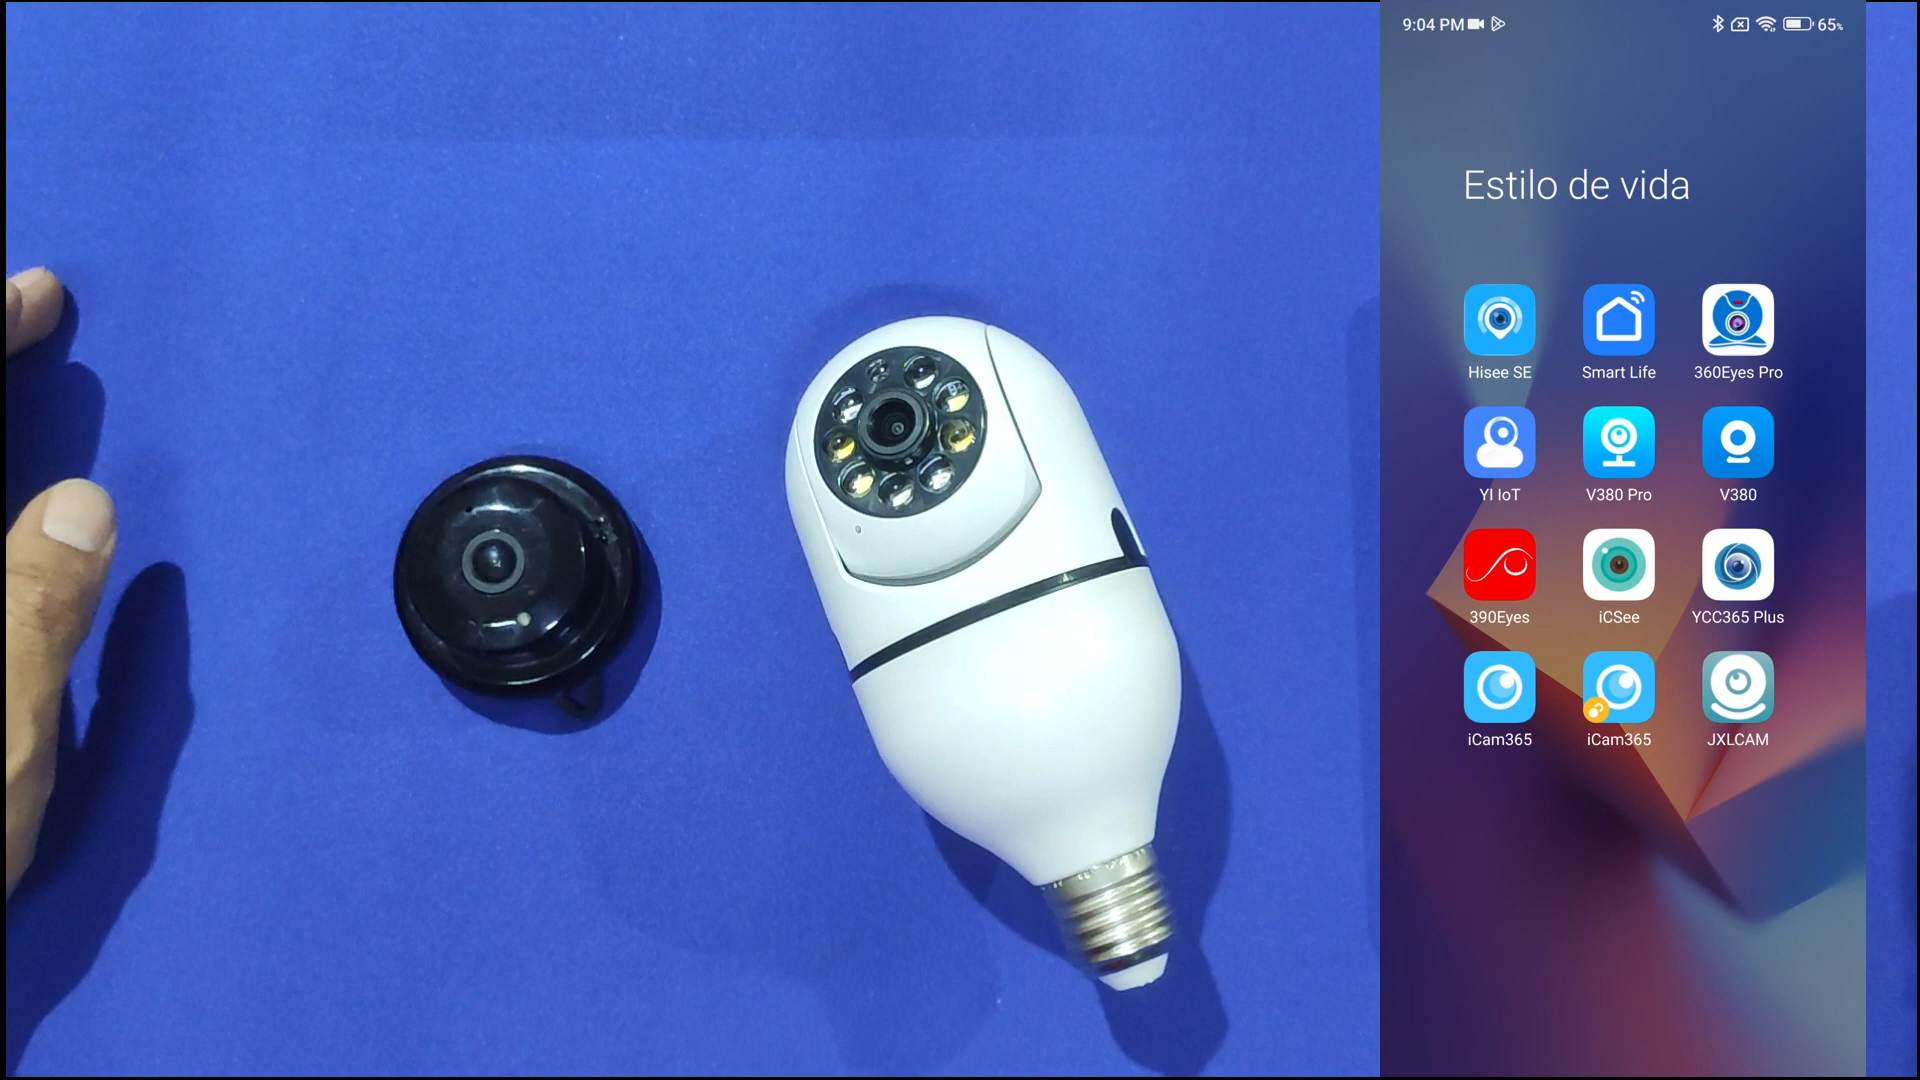 9:04 PM
65%
Estilo de vida
Hisee SE
Smart Life
360Eyes Pro
YI IoT
V380 Pro
V380
390Eyes
iCSee
YCC365 Plus
iCam365
iCam365
JXLCAM